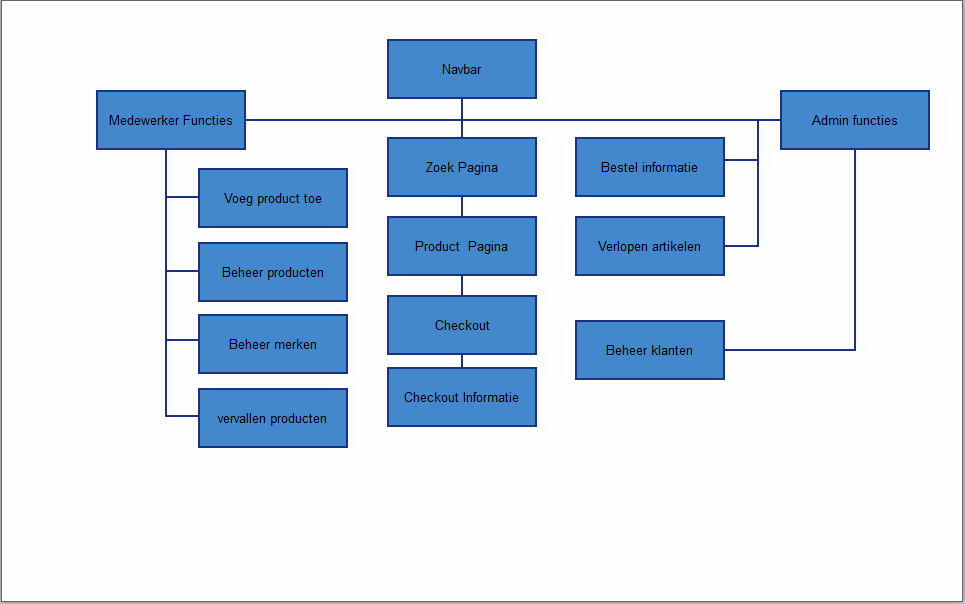 Navbar
Medewerker Functies
Admin functies
Zoek Pagina
Bestel informatie
Voeg product toe
Product  Pagina
Verlopen artikelen
Beheer producten
Checkout
Beheer merken
Beheer klanten
Checkout Informatie
vervallen producten